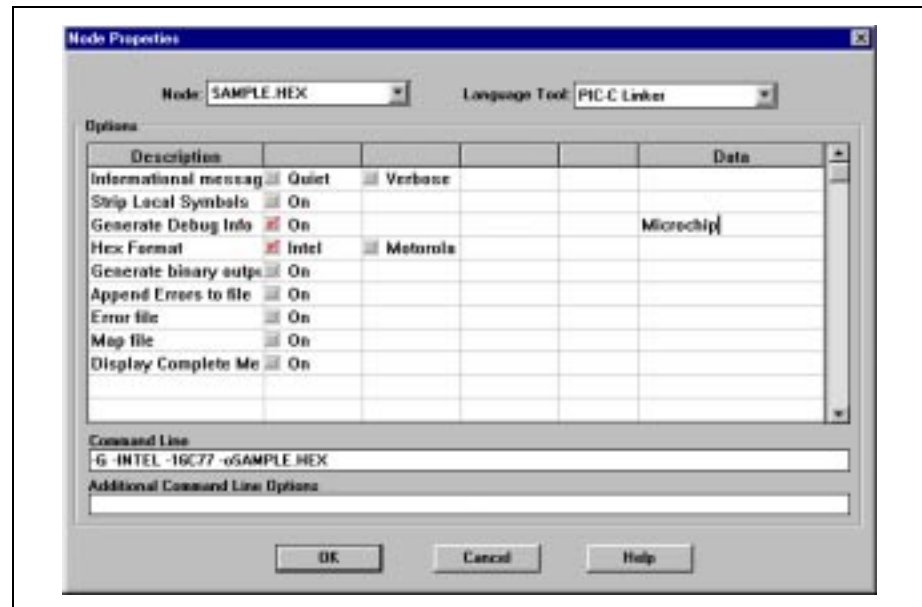 Node Properties
Node: SAMPLE.HEX Language Tool: PIC-C Linker
Options
Description Data
Informational messag Quiet Verbose
Strip Local Symbols On
Generate Debug Info On Microchip
Hex Format Intel Motorola
Generate binary outpu On
Append Errors to file On
Error file On
Map file On
Display Complete Me On
Command Line
-G -INTEL -16C77 -oSAMPLE.HEX
Additional Command Line Options
OK Cancel Help